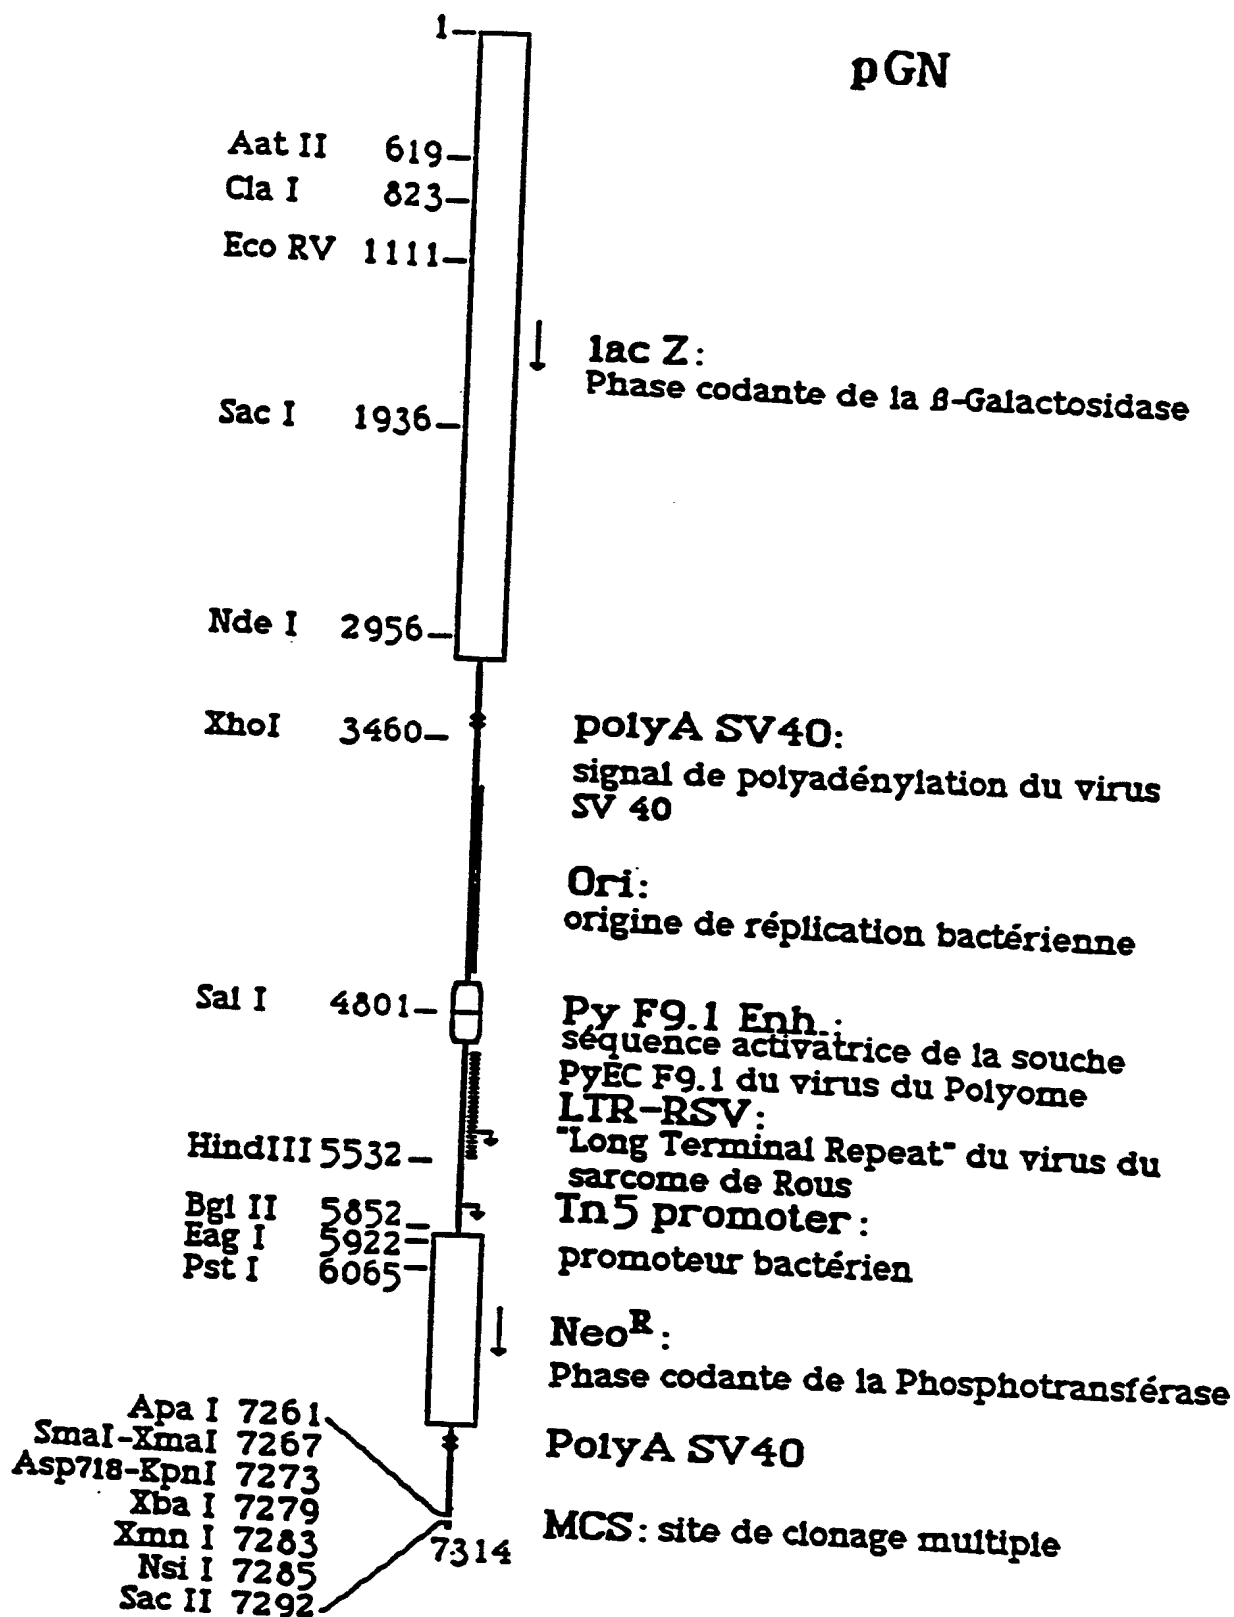 pGN
1
Aat II 619
Cla I 823
Eco RV 1111
lac Z:
Phase codante de la β-Galactosidase
Sac I 1936
Nde I 2956
XhoI 3460
polyA SV40:
signal de polyadénylation du virus
SV 40
Ori:
origine de réplication bactérienne
Sal I 4801
Py F9.1 Enh.:
séquence activatrice de la souche
PyEC F9.1 du virus du Polyome
LTR-RSV:
"Long Terminal Repeat" du virus du
sarcome de Rous
HindIII 5532
Bgl II 5852
Tn5 promoter:
Eag I 5922
promoteur bactérien
Pst I 6065
Neo^R:
Phase codante de la Phosphotransférase
Apa I 7261
SmaI-XmaI 7267
Asp718-KpnI 7273
Xba I 7279
Xmn I 7283
Nsi I 7285
Sac II 7292
PolyA SV40
MCS: site de clonage multiple
7314